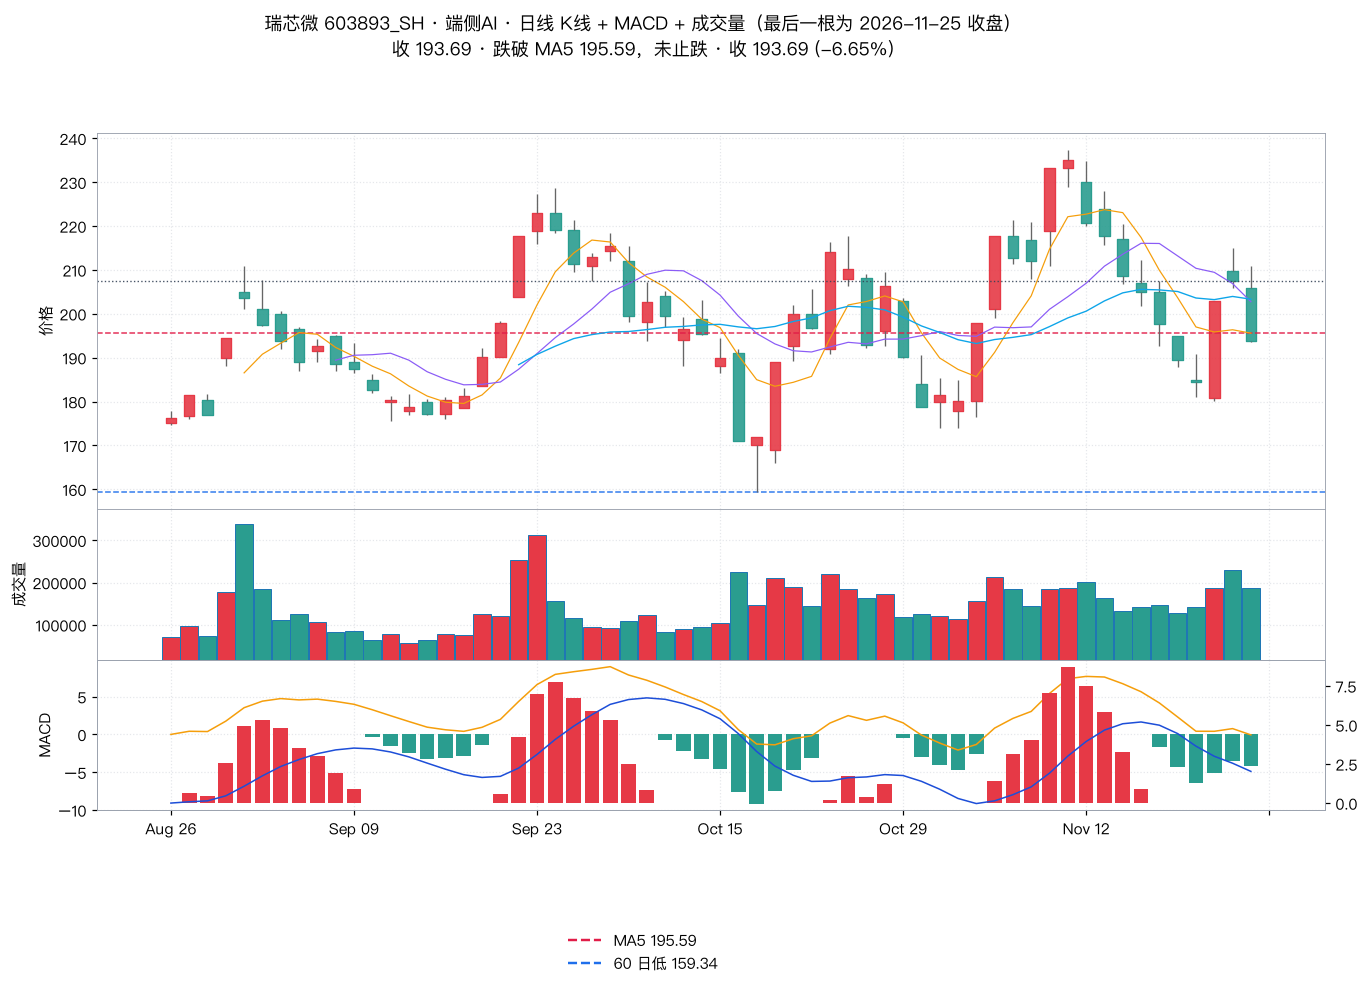 瑞芯微 603893_SH · 端侧AI · 日线 K线 + MACD + 成交量（最后一根为 2026−11−25 收盘）
收 193.69 · 跌破 MA5 195.59，未止跌 · 收 193.69 (−6.65%)
240
230
220
210
200
190
180
170
160
价格
300000
200000
100000
成交量
5
0
−5
−10
MACD
7.5
5.0
2.5
0.0
Aug 26
Sep 09
Sep 23
Oct 15
Oct 29
Nov 12
MA5 195.59
60 日低 159.34